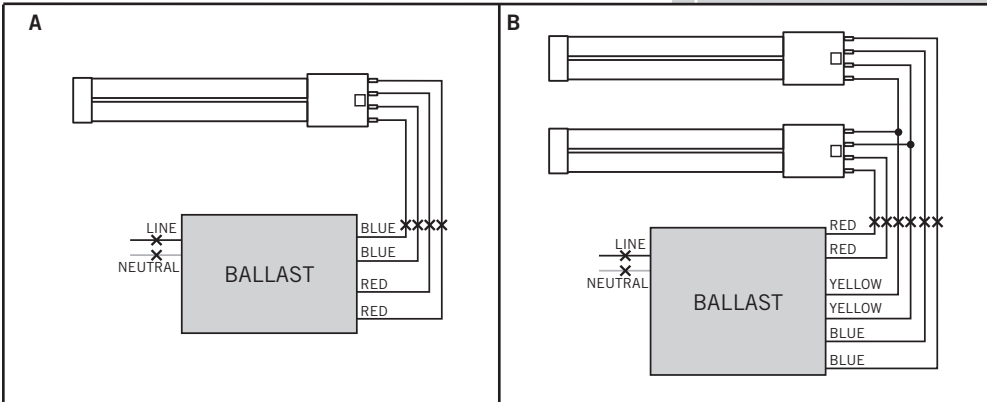 A
LINE
NEUTRAL
BALLAST
BLUE
BLUE
RED
RED
B
LINE
NEUTRAL
BALLAST
RED
RED
YELLOW
YELLOW
BLUE
BLUE